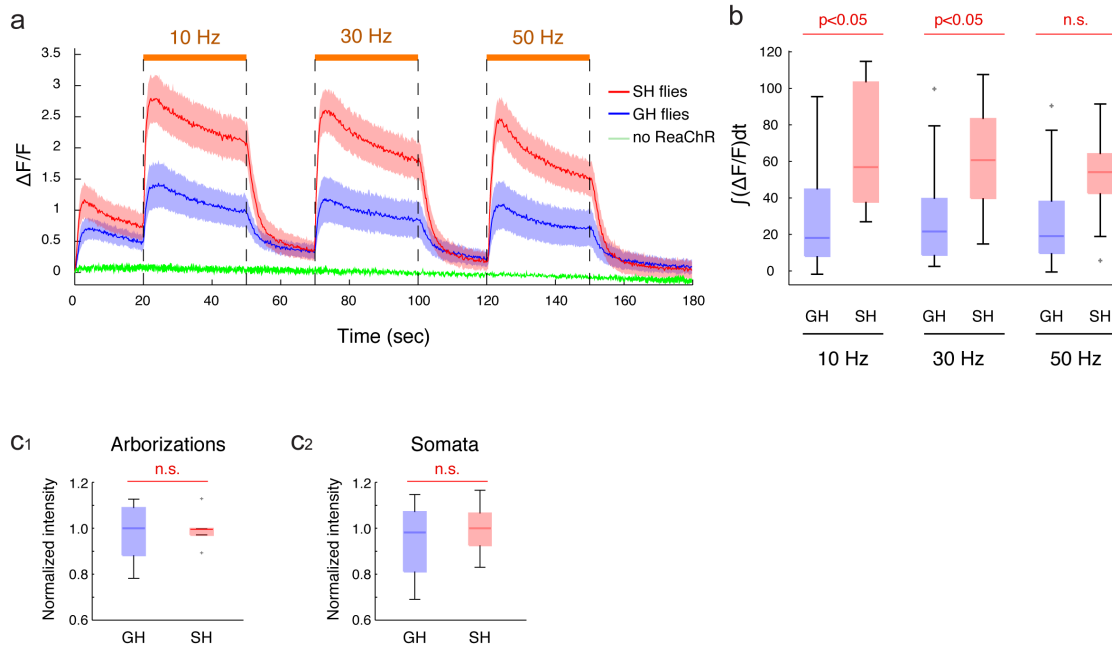 a
10 Hz
30 Hz
50 Hz
3.5
3
2.5
2
1.5
1
0.5
0
ΔF/F
SH flies
GH flies
no ReaChR
0
20
40
60
80
100
120
140
160
180
Time (sec)
b
p<0.05
p<0.05
n.s.
120
100
80
60
40
20
0
∫(ΔF/F)dt
GH
SH
GH
SH
GH
SH
10 Hz
30 Hz
50 Hz
C1
Arborizations
n.s.
1.2
1.0
0.8
0.6
Normalized intensity
GH
SH
C2
Somata
n.s.
1.2
1.0
0.8
0.6
Normalized intensity
GH
SH